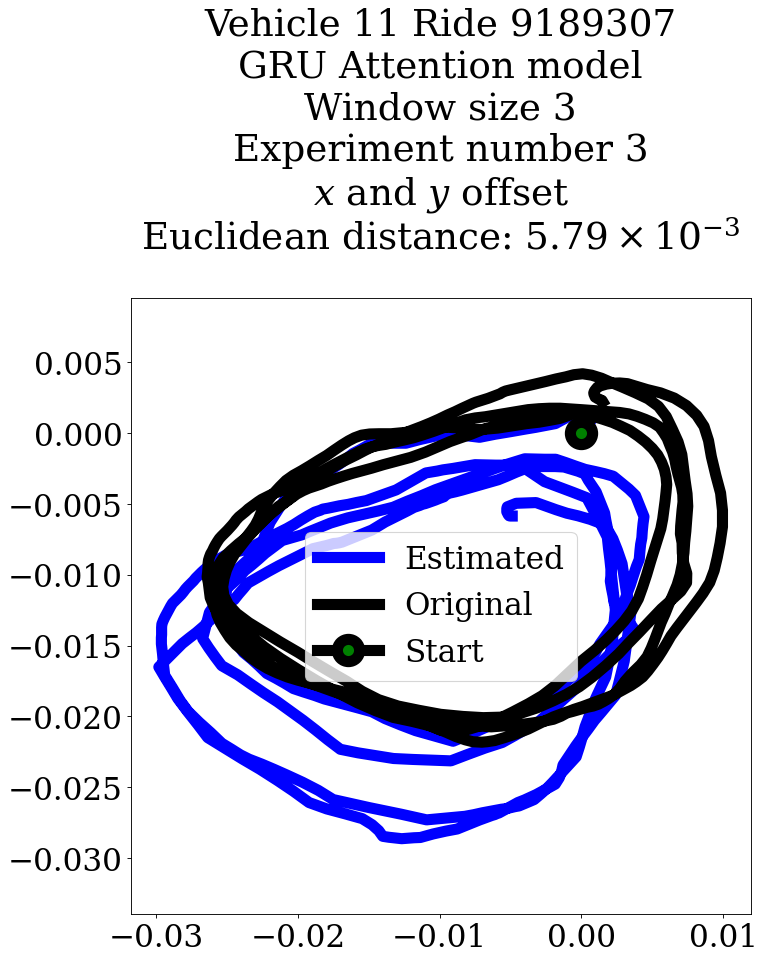 Vehicle 11 Ride 9189307
GRU Attention model
Window size 3
Experiment number 3
x and y offset
Euclidean distance: 5.79 × 10⁻³
0.005
0.000
−0.005
−0.010
−0.015
−0.020
−0.025
−0.030
Estimated
Original
Start
−0.03 −0.02 −0.01 0.00 0.01